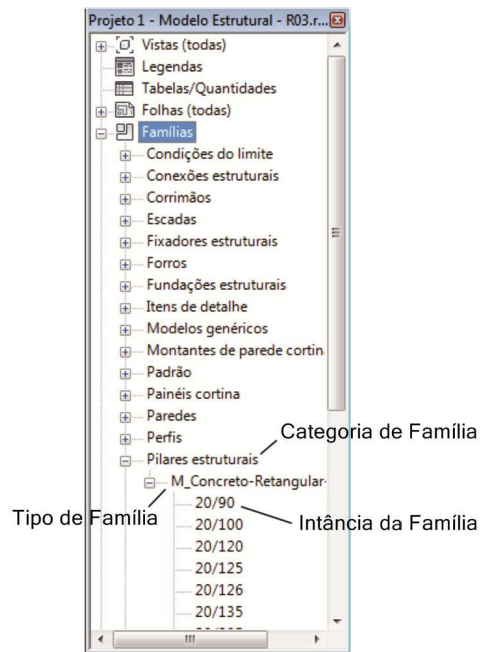 Projeto 1 - Modelo Estrutural - R03.r...
Vistas (todas)
Legendas
Tabelas/Quantidades
Folhas (todas)
Famílias
Condições do limite
Conexões estruturais
Corrimãos
Escadas
Fixadores estruturais
Forros
Fundações estruturais
Itens de detalhe
Modelos genéricos
Montantes de parede cortin
Padrão
Painéis cortina
Paredes
Perfis
Categoria de Família
Pilares estruturais
M_Concreto-Retangular-
Tipo de Família
20/90
Intância da Família
20/100
20/120
20/125
20/126
20/135